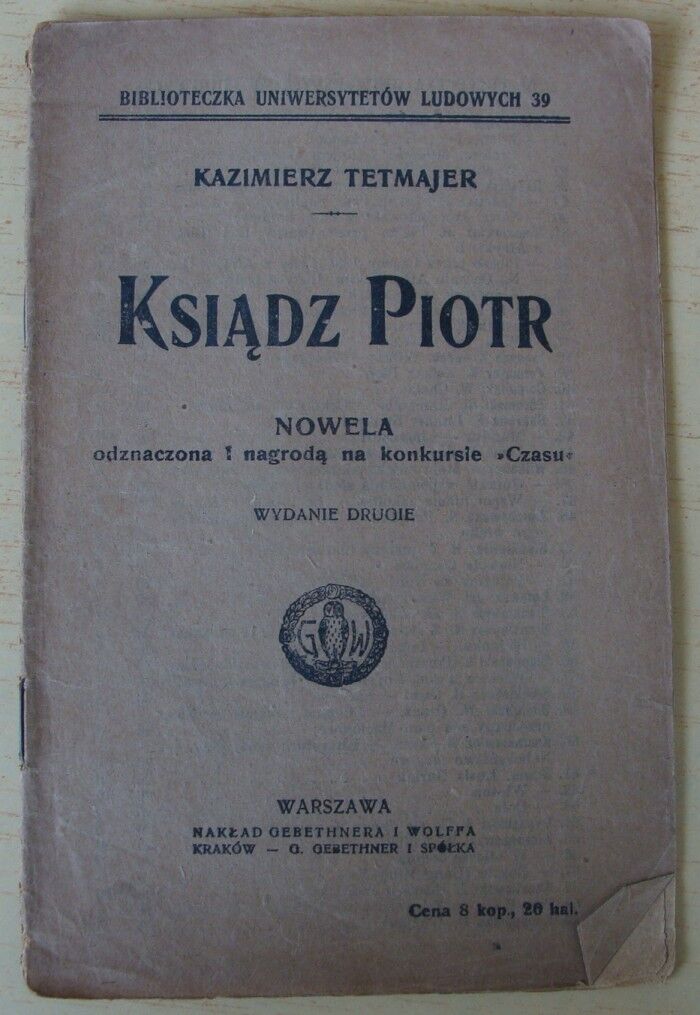 BIBLIOTECZKA UNIWERSYTETÓW LUDOWYCH 39
KAZIMIERZ TETMAJER
KSIĄDZ PIOTR
NOWELA
odznaczona I nagrodą na konkursie »Czasu«
WYDANIE DRUGIE
G W
WARSZAWA
NAKŁAD GEBETHNERA I WOLFFA
KRAKÓW — G. GEBETHNER I SPÓŁKA
Cena 8 kop., 20 hal.